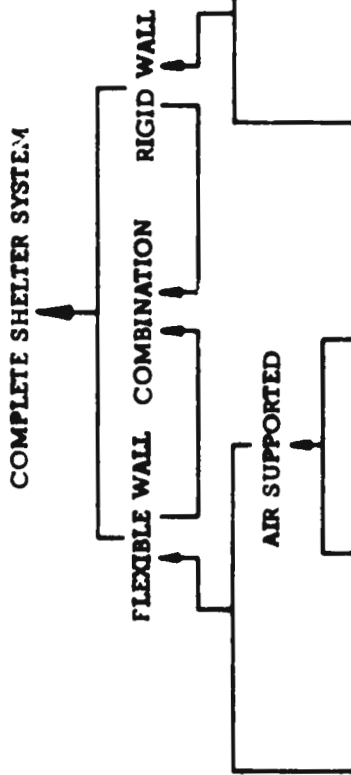 COMPLETE SHELTER SYSTEM
FLEXIBLE WALL COMBINATION RIGID WALL
AIR SUPPORTED